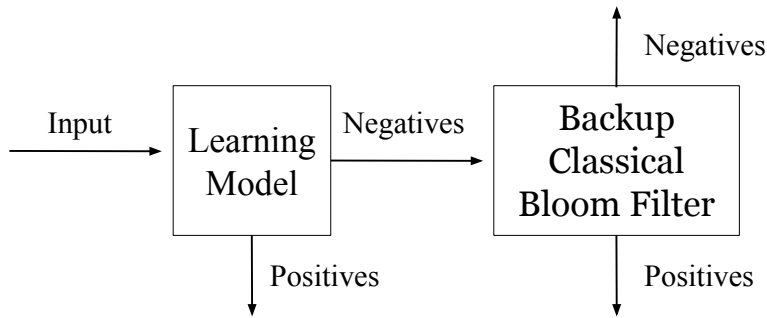 Negatives
Input
Learning
Model
Negatives
Backup
Classical
Bloom Filter
Positives
Positives